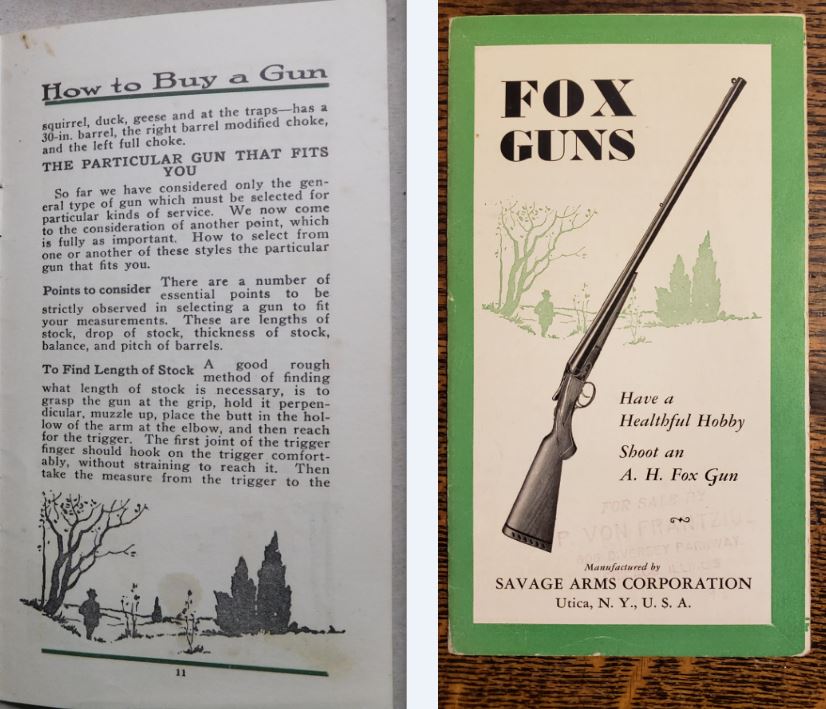 How to Buy a Gun
squirrel, duck, geese and at the traps—has a
30-in. barrel, the right barrel modified choke,
and the left full choke.
THE PARTICULAR GUN THAT FITS
YOU
So far we have considered only the gen-
eral type of gun which must be selected for
particular kinds of service. We now come
to the consideration of another point, which
is fully as important. How to select from
one or another of these styles the particular
gun that fits you.
Points to consider There are a number of
essential points to be
strictly observed in selecting a gun to fit
your measurements. These are lengths of
stock, drop of stock, thickness of stock,
balance, and pitch of barrels.
To Find Length of Stock A good rough
method of finding
what length of stock is necessary, is to
grasp the gun at the grip, hold it perpen-
dicular, muzzle up, place the butt in the hol-
low of the arm at the elbow, and then reach
for the trigger. The first joint of the trigger
finger should hook on the trigger comfort-
ably, without straining to reach it. Then
take the measure from the trigger to the
11
FOX
GUNS
Have a
Healthful Hobby
Shoot an
A. H. Fox Gun
FOR SALE BY
P. VON FRANTZIUS
DIVERSEY PARKWAY.
ILLINOIS
Manufactured by
SAVAGE ARMS CORPORATION
Utica, N. Y., U. S. A.